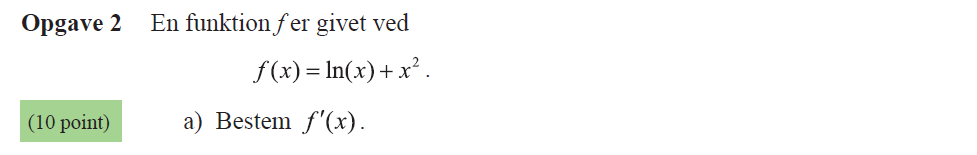 Opgave 2 En funktion f er givet ved
f(x) = ln(x) + x².
(10 point) a) Bestem f'(x).